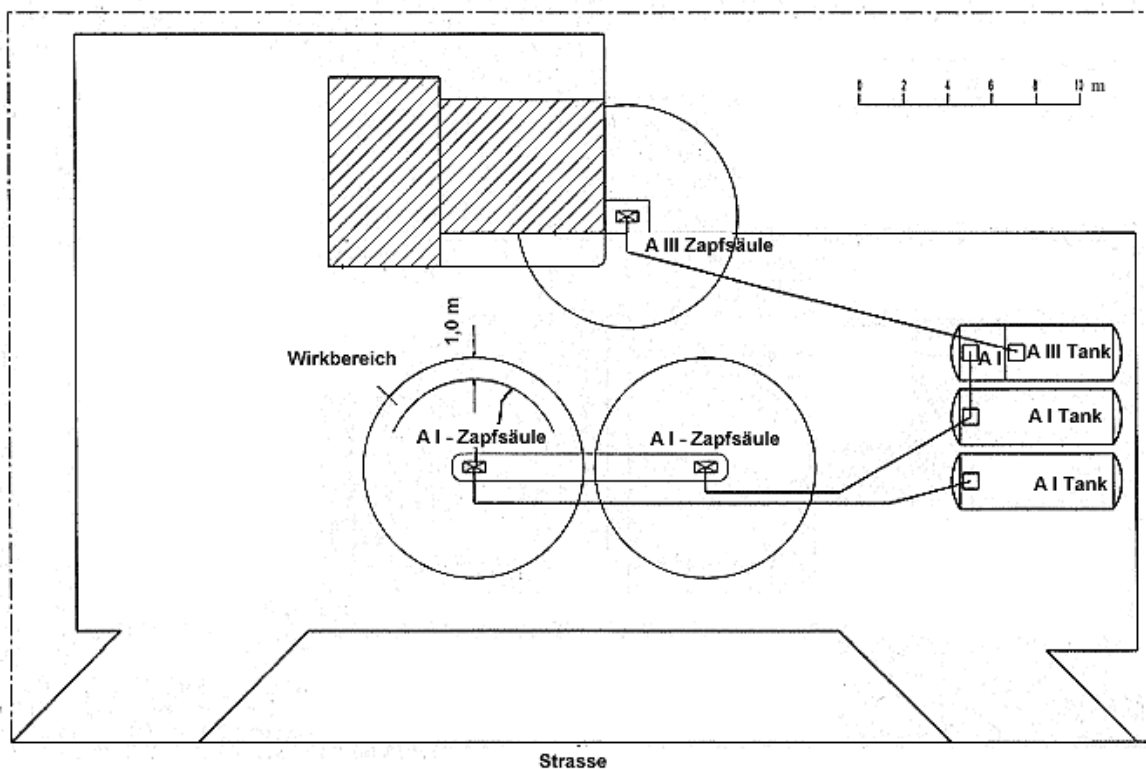 0 2 4 6 8 10 m
A III Zapfsäule
1,0 m
Wirkbereich
A I
A III Tank
A I - Zapfsäule
A I - Zapfsäule
A I Tank
A I Tank
Strasse